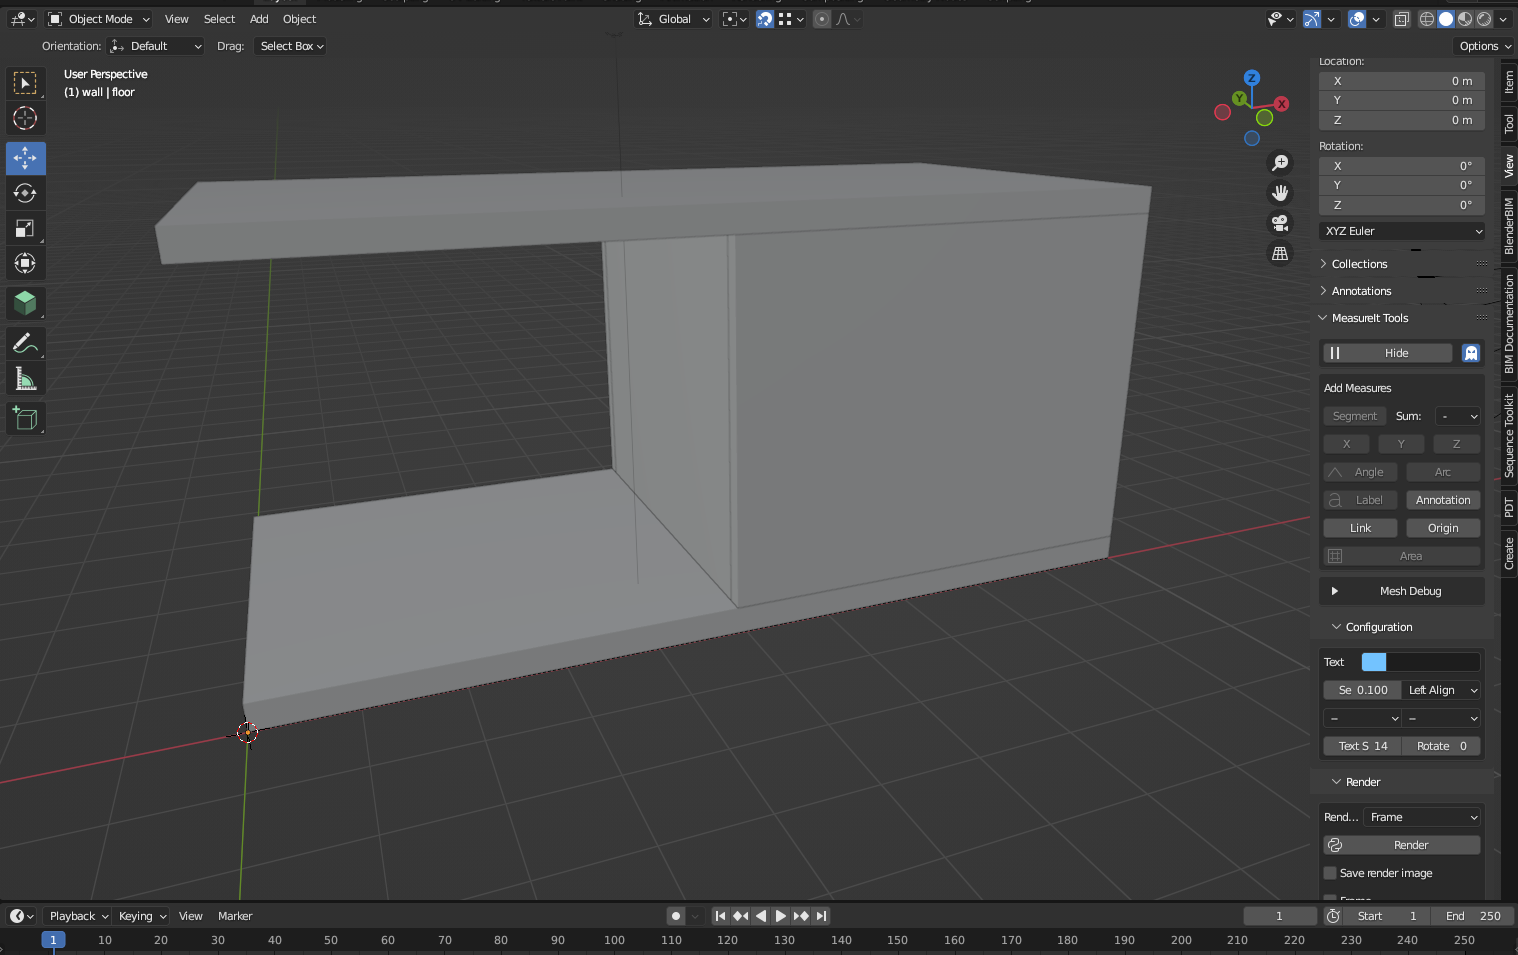 Object Mode View Select Add Object Global
Orientation: Default Drag: Select Box Options
User Perspective
(1) wall | floor
Z
Y
X
Location:
X 0 m
Y 0 m
Z 0 m
Rotation:
X 0°
Y 0°
Z 0°
XYZ Euler
Collections
Annotations
MeasureIt Tools
Hide
Add Measures
Segment Sum: -
X Y Z
Angle Arc
a Label Annotation
Link Origin
Area
Mesh Debug
Configuration
Text
Se 0.100 Left Align
– –
Text S 14 Rotate 0
Render
Rend... Frame
Render
Save render image
Item
Tool
View
BlenderBIM
BIM Documentation
Sequence Toolkit
PDT
Create
Playback Keying View Marker 1 Start 1 End 250
1 10 20 30 40 50 60 70 80 90 100 110 120 130 140 150 160 170 180 190 200 210 220 230 240 250